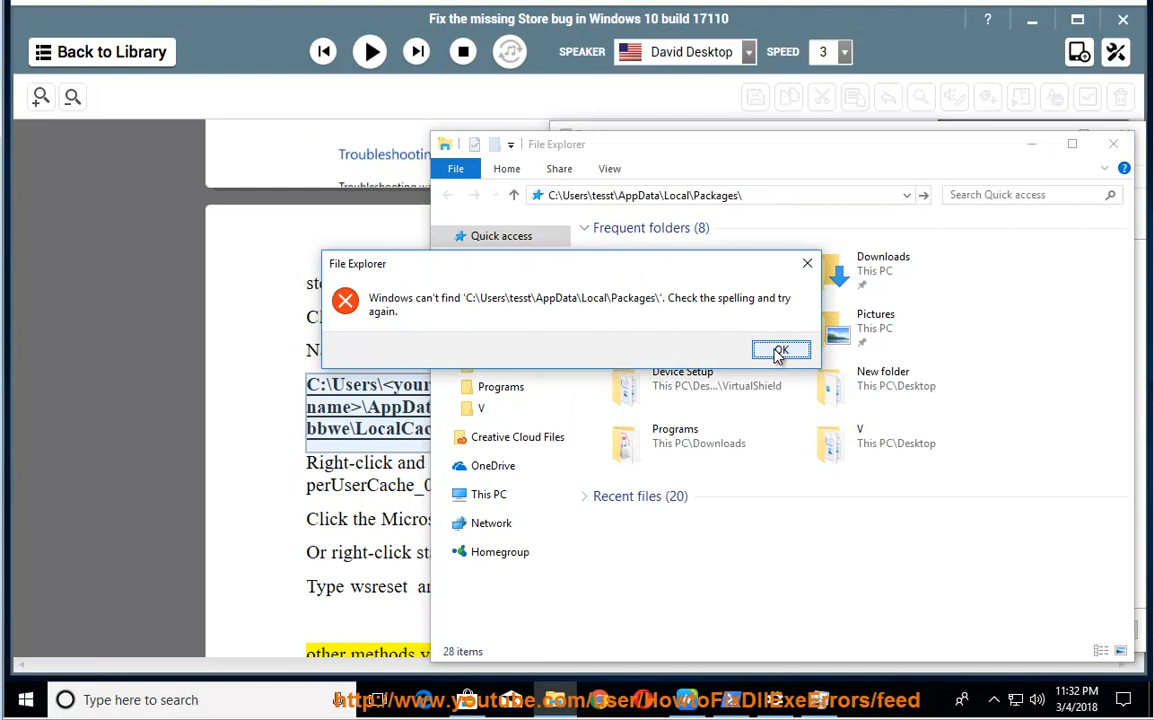 Fix the missing Store bug in Windows 10 build 17110
?
Back to Library
SPEAKER
David Desktop
SPEED
3
Troubleshooting
File Explorer
File
Home
Share
View
?
C:\Users\tesst\AppData\Local\Packages\
Search Quick access
Quick access
Frequent folders (8)
Downloads
This PC
Pictures
This PC
File Explorer
Windows can't find 'C:\Users\tesst\AppData\Local\Packages\'. Check the spelling and try
again.
OK
C:\Users\<your
name>\AppDat
bbwe\LocalCac
Right-click and
perUserCache_0
Click the Micros
Or right-click st
Type wsreset an
other methods y
Programs
V
Creative Cloud Files
OneDrive
This PC
Network
Homegroup
Device Setup
This PC\Des...\VirtualShield
New folder
This PC\Desktop
Programs
This PC\Downloads
V
This PC\Desktop
Recent files (20)
28 items
Type here to search
http://www.youtube.com/user/HowtoFixDllExeErrors/feed
11:32 PM
3/4/2018